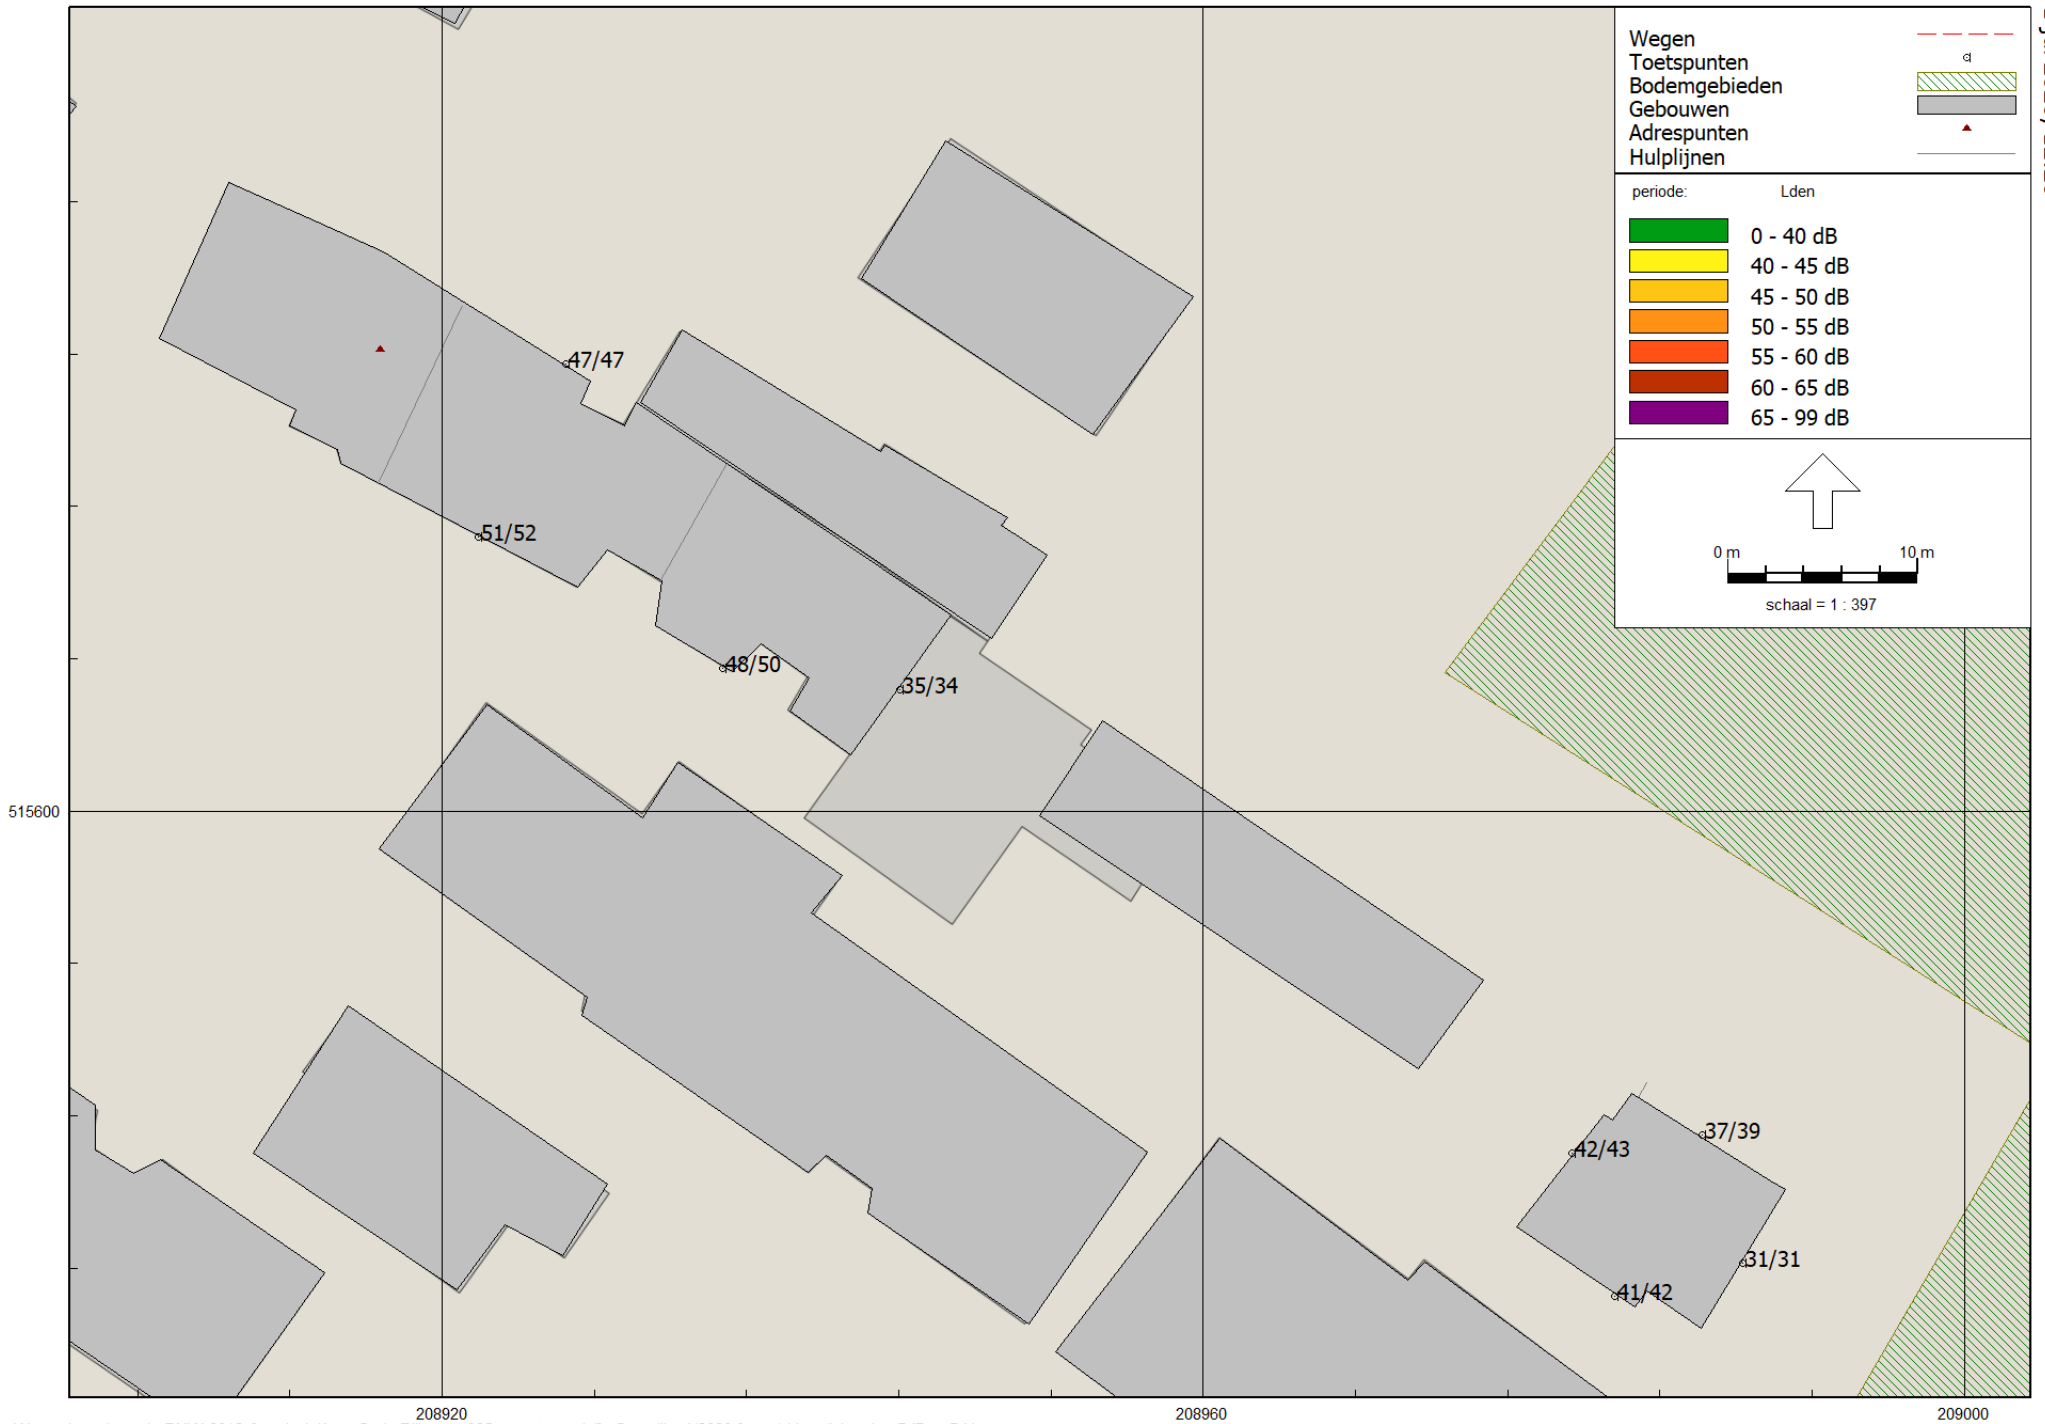 Wegen
Toetspunten
Bodemgebieden
Gebouwen
Adrespunten
Hulplijnen
periode: Lden
0 - 40 dB
40 - 45 dB
45 - 50 dB
50 - 55 dB
55 - 60 dB
60 - 65 dB
65 - 99 dB
0 m 10 m
schaal = 1 : 397
47/47
51/52
48/50
35/34
515600
37/39
42/43
31/31
41/42
208920 208960 209000